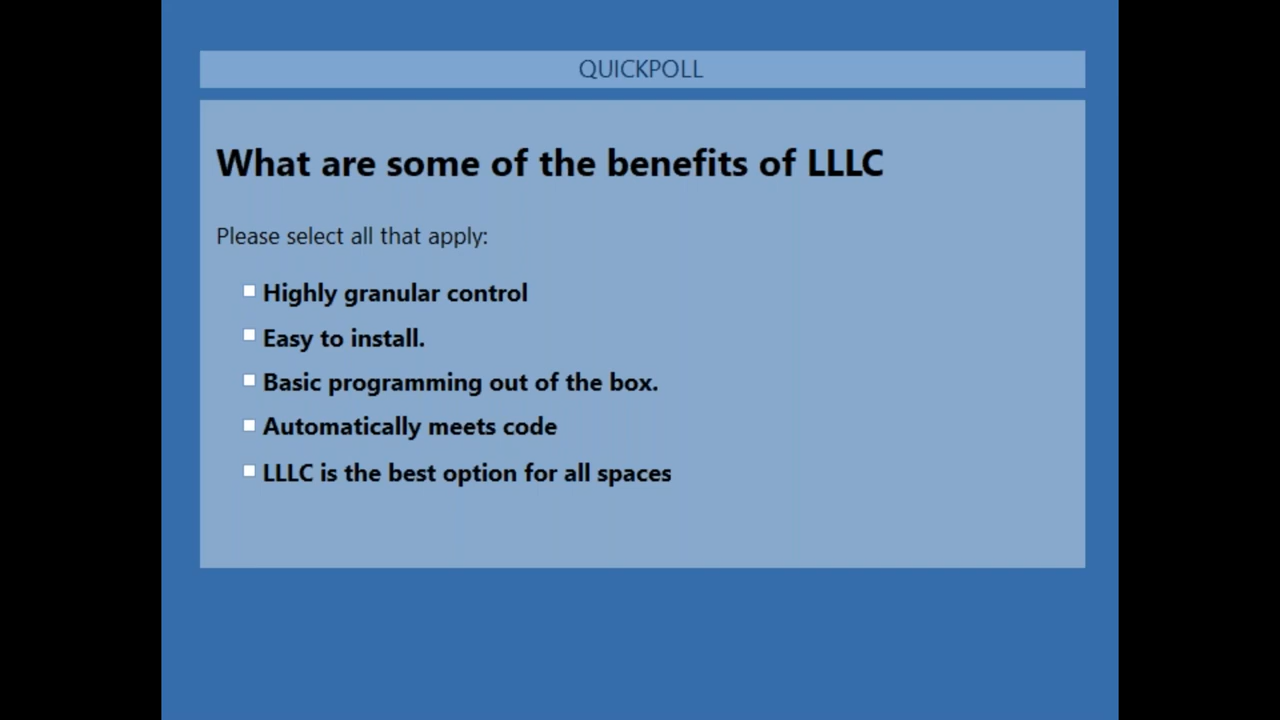 QUICKPOLL
What are some of the benefits of LLLC
Please select all that apply:
Highly granular control
Easy to install.
Basic programming out of the box.
Automatically meets code
LLLC is the best option for all spaces